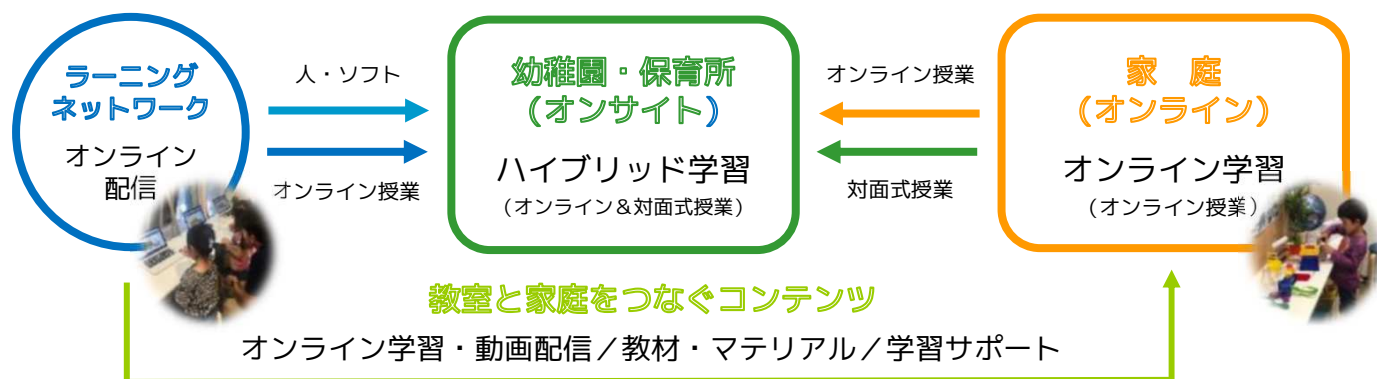 ラーニング
ネットワーク
オンライン
配信
人・ソフト
オンライン授業
幼稚園・保育所
(オンサイト)
ハイブリッド学習
(オンライン＆対面式授業)
オンライン授業
対面式授業
家　庭
(オンライン)
オンライン学習
(オンライン授業)
教室と家庭をつなぐコンテンツ
オンライン学習・動画配信／教材・マテリアル／学習サポート